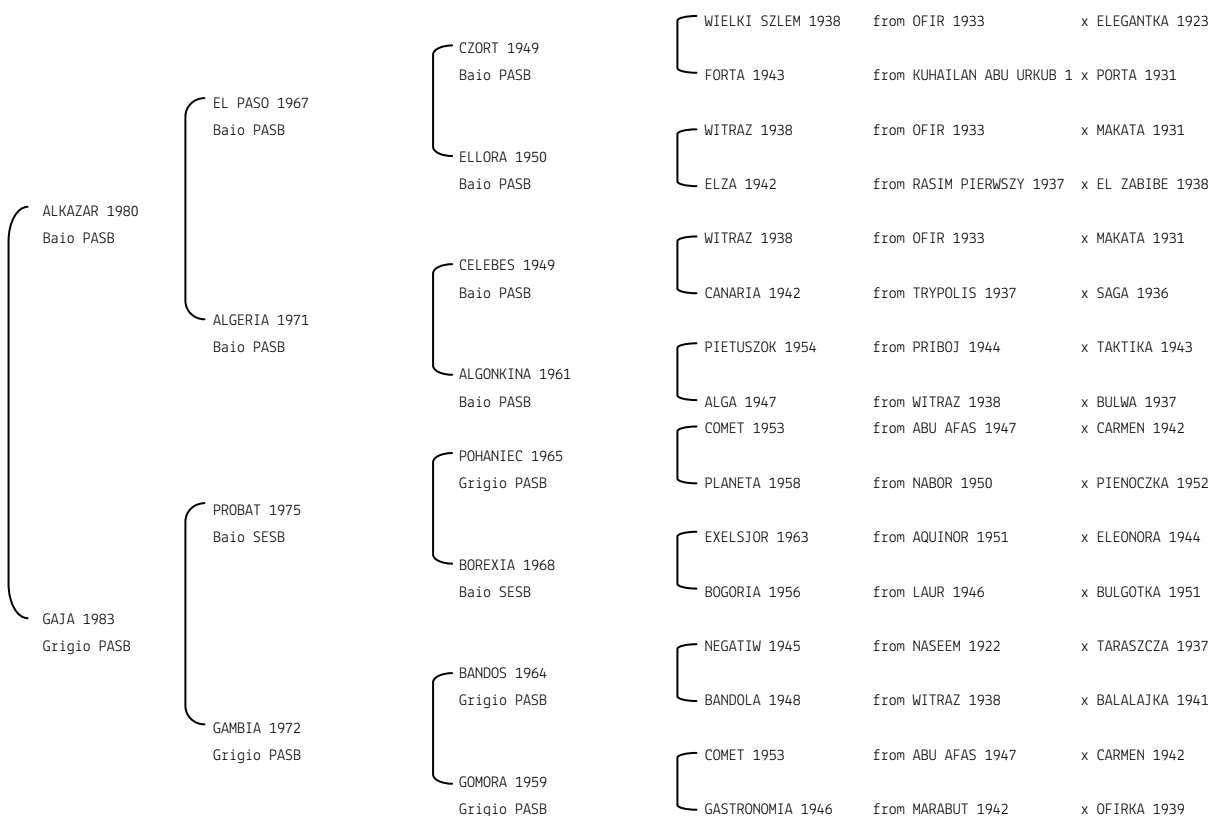 WIELKI SZLEM 1938 from OFIR 1933 x ELEGANTKA 1923
CZORT 1949
Baio PASB
FORTA 1943 from KUHAILAN ABU URKUB 1 x PORTA 1931
EL PASO 1967
Baio PASB
WITRAZ 1938 from OFIR 1933 x MAKATA 1931
ELLORA 1950
Baio PASB
ELZA 1942 from RASIM PIERWSZY 1937 x EL ZABIBE 1938
ALKAZAR 1980
Baio PASB
WITRAZ 1938 from OFIR 1933 x MAKATA 1931
CELEBES 1949
Baio PASB
CANARIA 1942 from TRYPOLIS 1937 x SAGA 1936
ALGERIA 1971
Baio PASB
PIETUSZOK 1954 from PRIBOJ 1944 x TAKTIKA 1943
ALGONKINA 1961
Baio PASB
ALGA 1947 from WITRAZ 1938 x BULWA 1937
COMET 1953 from ABU AFAS 1947 x CARMEN 1942
POHANIEC 1965
Grigio PASB
PLANETA 1958 from NABOR 1950 x PIENOCZKA 1952
PROBAT 1975
Baio SESB
EXELSJOR 1963 from AQUINOR 1951 x ELEONORA 1944
BOREXIA 1968
Baio SESB
BOGORIA 1956 from LAUR 1946 x BULGOTKA 1951
GAJA 1983
Grigio PASB
NEGATIW 1945 from NASEEM 1922 x TARASZCZA 1937
BANDOS 1964
Grigio PASB
BANDOLA 1948 from WITRAZ 1938 x BALALAJKA 1941
GAMBIA 1972
Grigio PASB
COMET 1953 from ABU AFAS 1947 x CARMEN 1942
GOMORA 1959
Grigio PASB
GASTRONOMIA 1946 from MARABUT 1942 x OFIRKA 1939